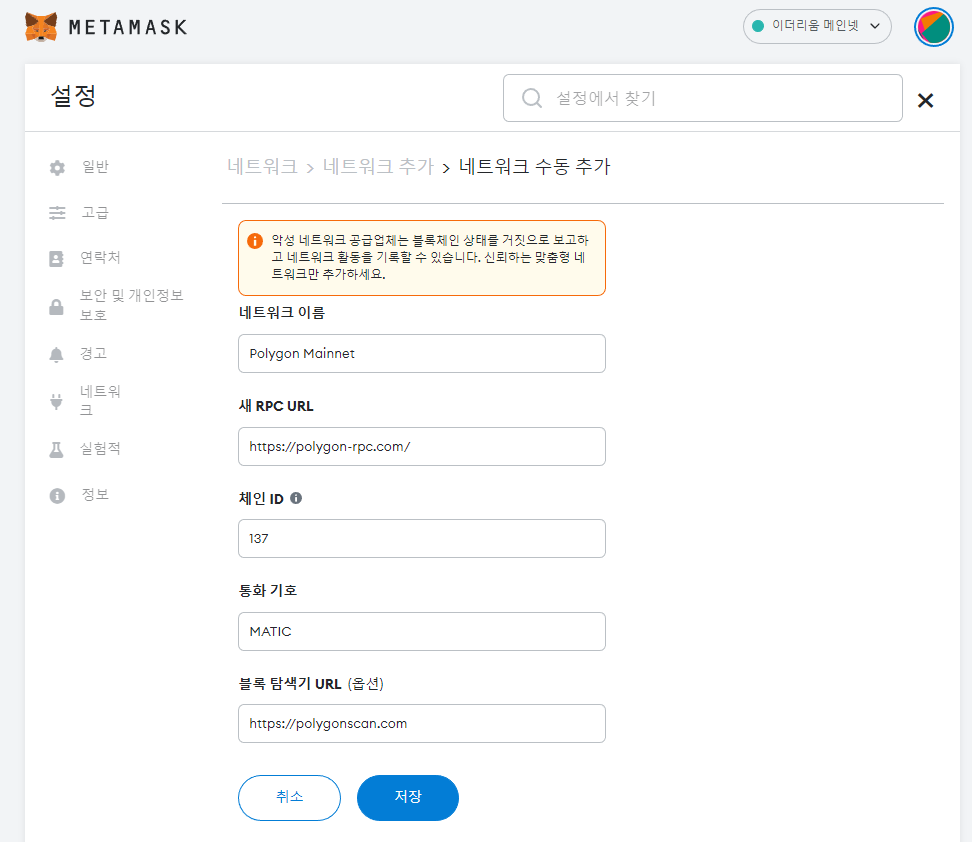 METAMASK
이더리움 메인넷
설정
설정에서 찾기
일반
고급
연락처
보안 및 개인정보
보호
경고
네트워
크
실험적
정보
네트워크 > 네트워크 추가 > 네트워크 수동 추가
악성 네트워크 공급업체는 블록체인 상태를 거짓으로 보고하
고 네트워크 활동을 기록할 수 있습니다. 신뢰하는 맞춤형 네
트워크만 추가하세요.
네트워크 이름
Polygon Mainnet
새 RPC URL
https://polygon-rpc.com/
체인 ID
137
통화 기호
MATIC
블록 탐색기 URL (옵션)
https://polygonscan.com
취소
저장